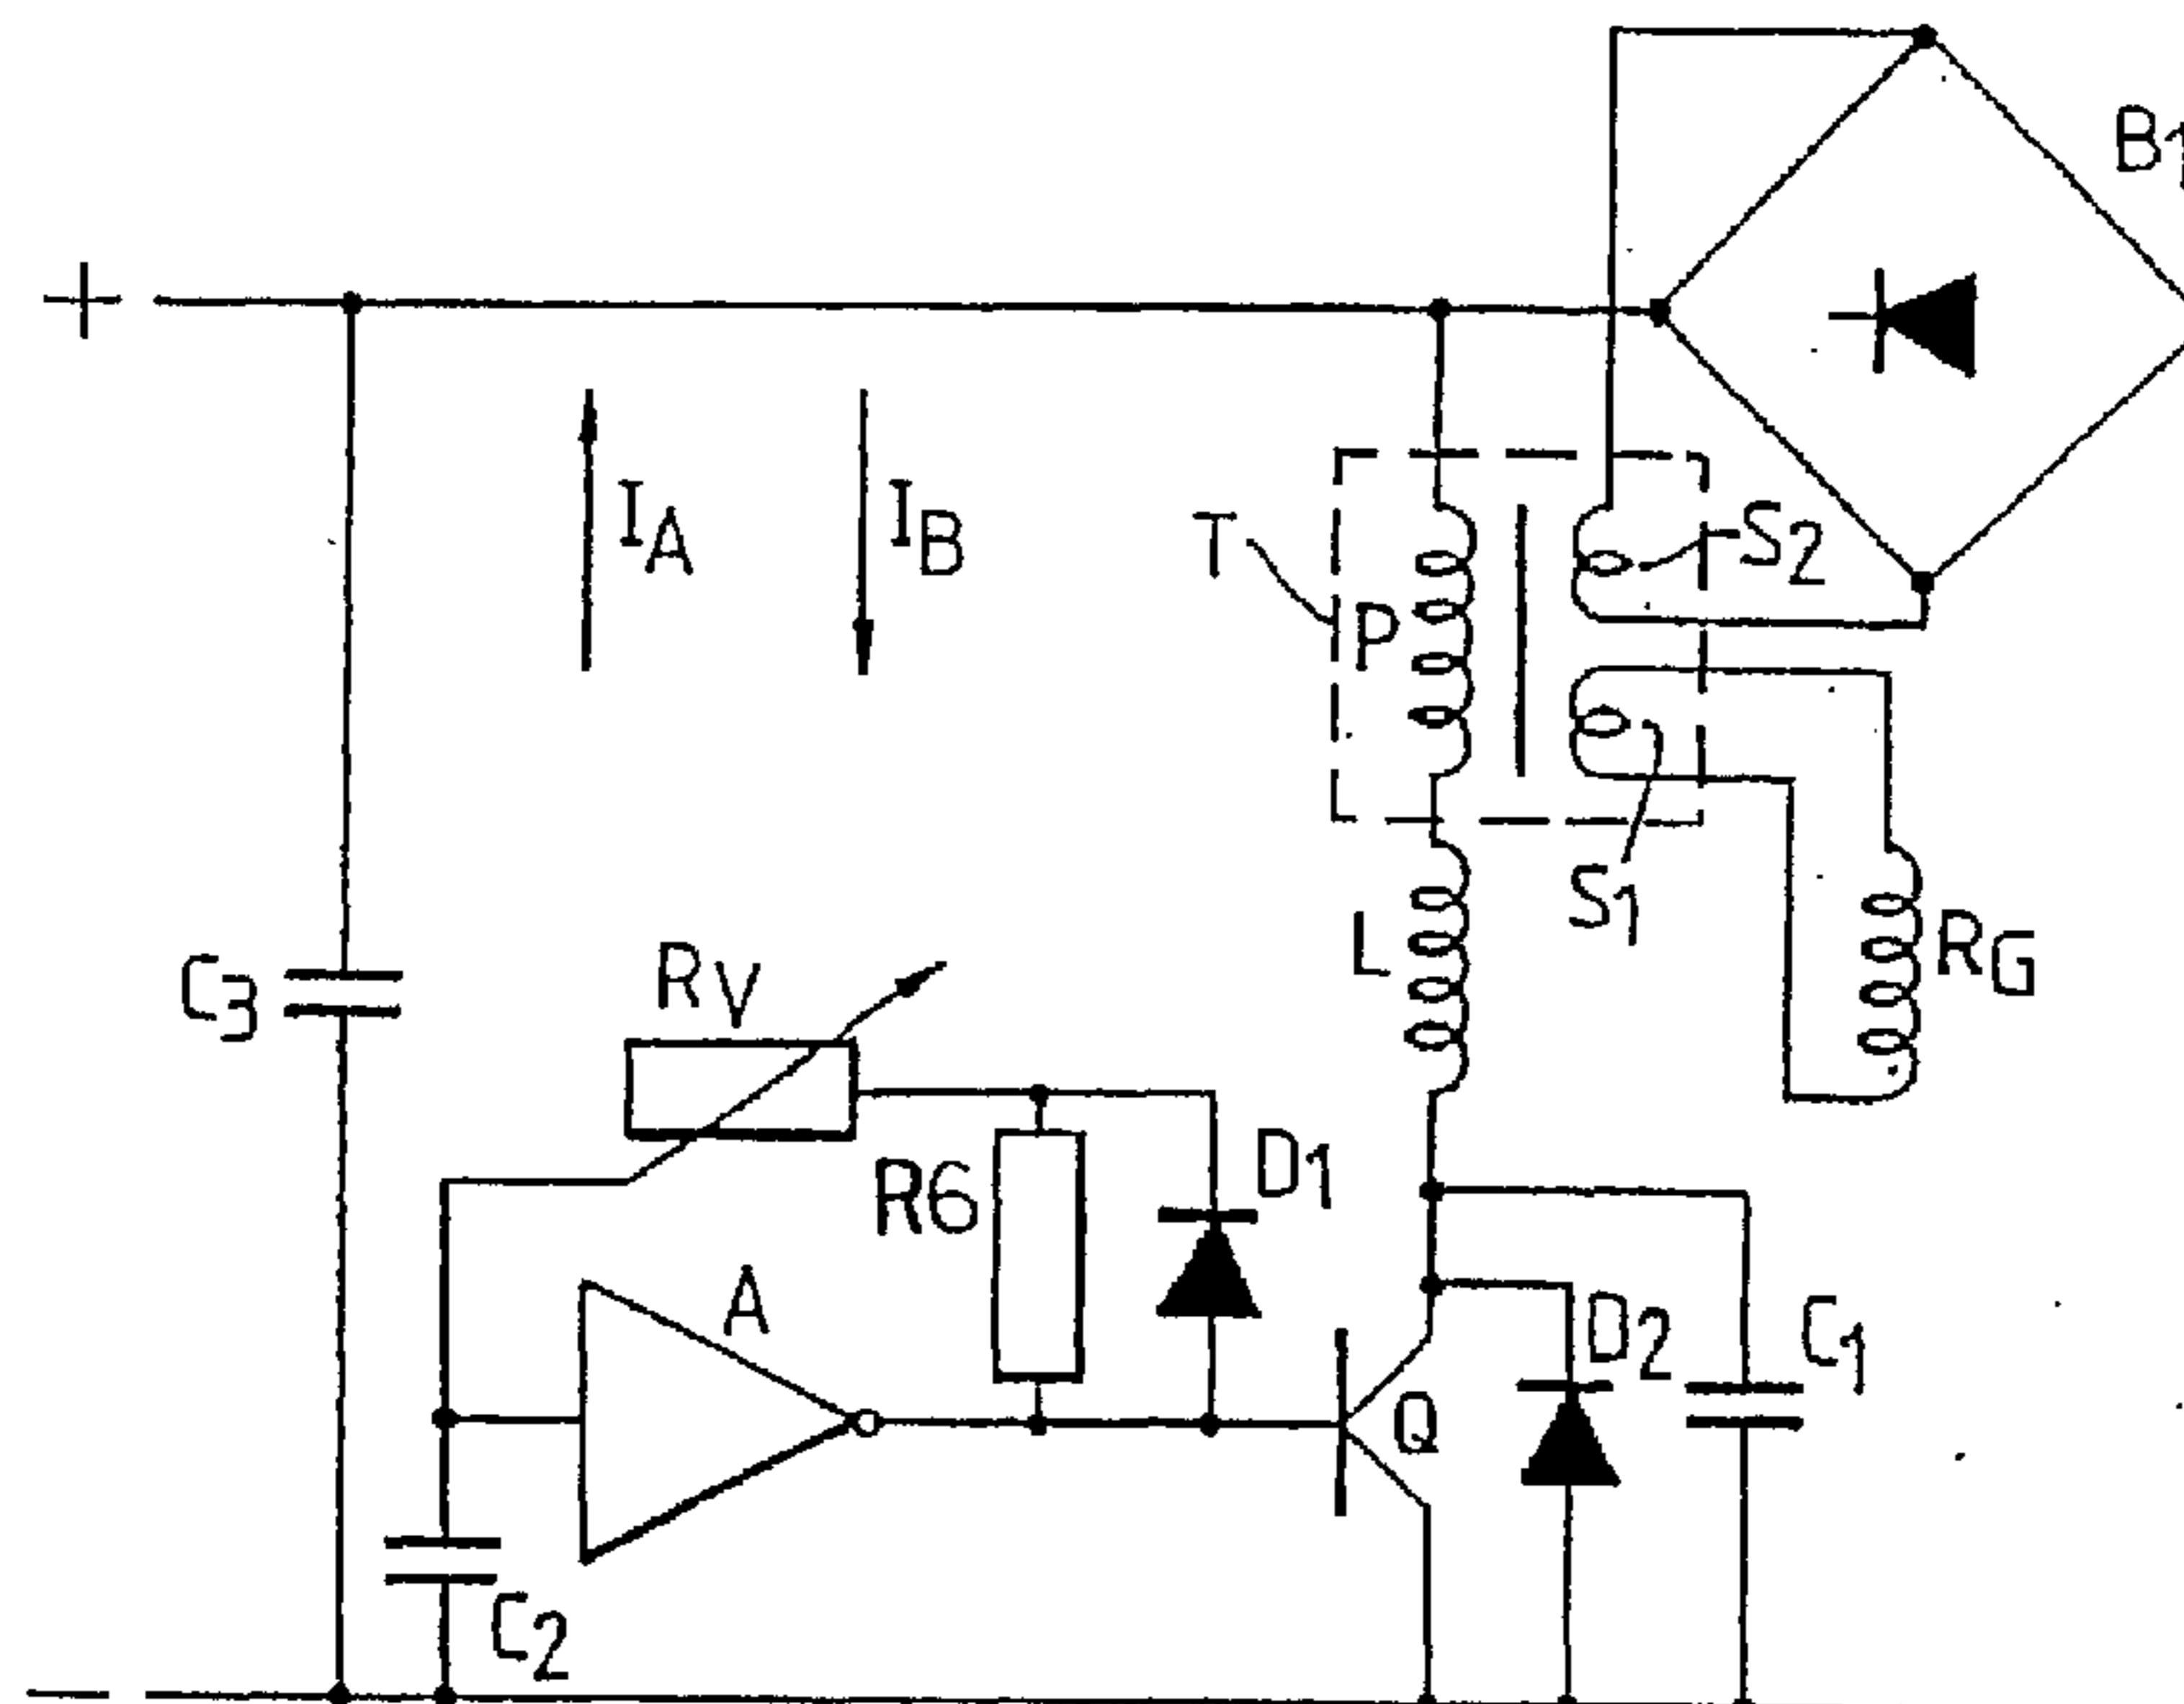 B1
+
IA
IB
T
S2
P
S1
C3
RV
L
RG
D1
R6
A
D2
C1
Q
C2
—